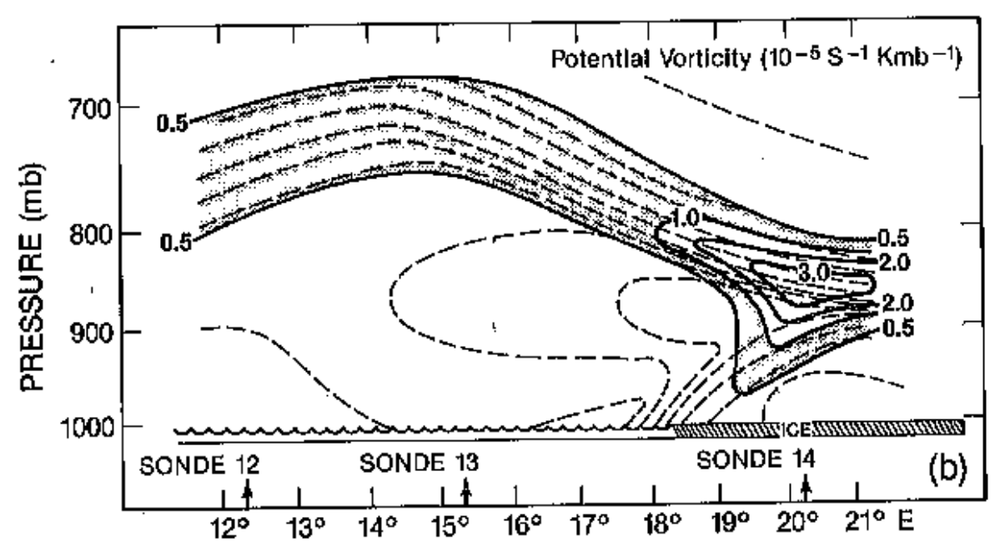 Potential Vorticity (10⁻⁵ S⁻¹ Kmb⁻¹)
PRESSURE (mb)
700
800
900
1000
0.5
0.5
1.0
0.5
2.0
3.0
2.0
0.5
ICE
SONDE 12
SONDE 13
SONDE 14
(b)
12° 13° 14° 15° 16° 17° 18° 19° 20° 21° E